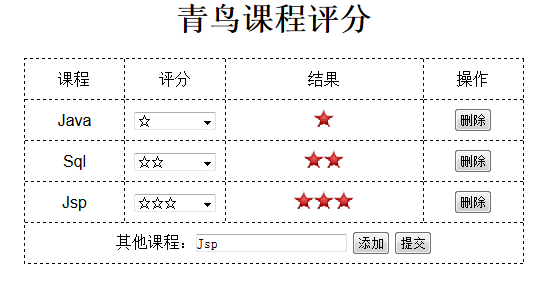 青鸟课程评分
课程 评分 结果 操作
Java ☆ ★ 删除
Sql ☆☆ ★★ 删除
Jsp ☆☆☆ ★★★ 删除
其他课程：Jsp 添加 提交